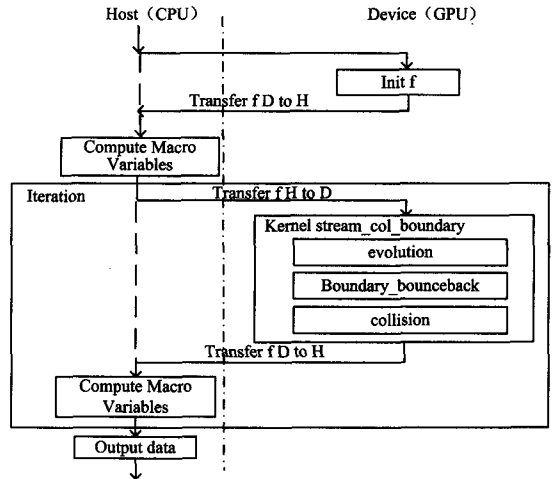 Host（CPU）
Device（GPU）
Init f
Transfer f D to H
Compute Macro
Variables
Iteration
Transfer f H to D
Kernel stream_col_boundary
evolution
Boundary_bounceback
collision
Transfer f D to H
Compute Macro
Variables
Output data